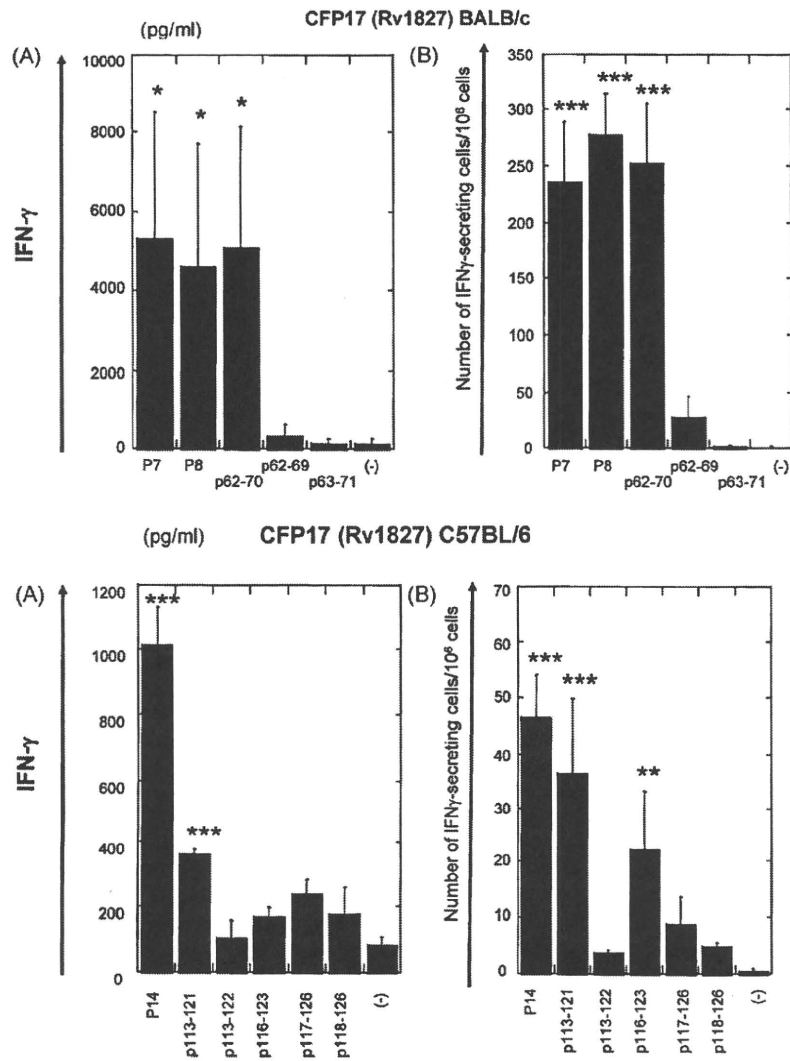 CFP17 (Rv1827) BALB/c
(A)
(pg/ml)
IFN-γ
10000
8000
6000
4000
2000
0
* * *
P7 P8 p62-70 p62-69 p63-71 (-)
(B)
Number of IFNγ-secreting cells/10⁶ cells
350
300
250
200
150
100
50
0
*** *** ***
P7 P8 p62-70 p62-69 p63-71 (-)
(pg/ml)
CFP17 (Rv1827) C57BL/6
(A)
IFN-γ
1200
1000
800
600
400
200
0
*** ***
P14
p113-121
p113-122
p116-123
p117-126
p118-126
(-)
(B)
Number of IFNγ-secreting cells/10⁶ cells
70
60
50
40
30
20
10
0
*** *** **
P14
p113-121
p113-122
p116-123
p117-126
p118-126
(-)